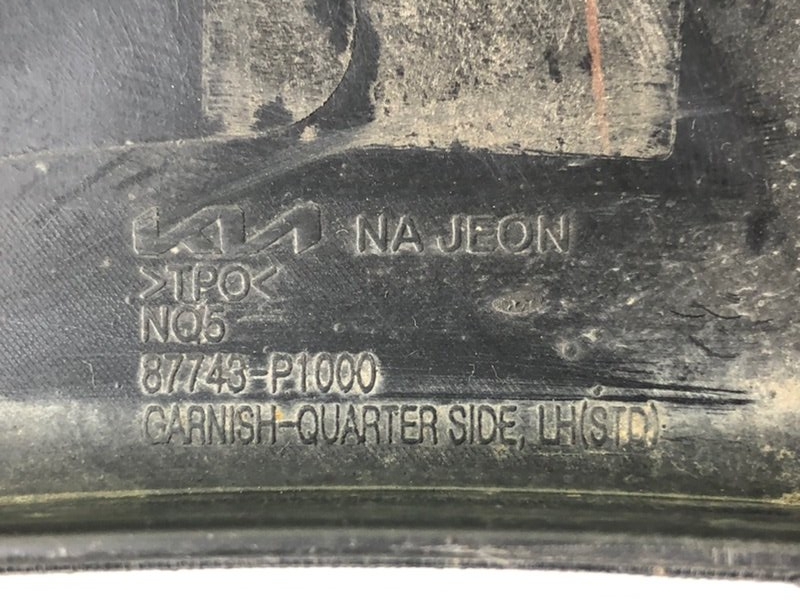 KIA NA JEON
>TPO<
NQ5
87743-P1000
GARNISH-QUARTER SIDE, LH(STD)